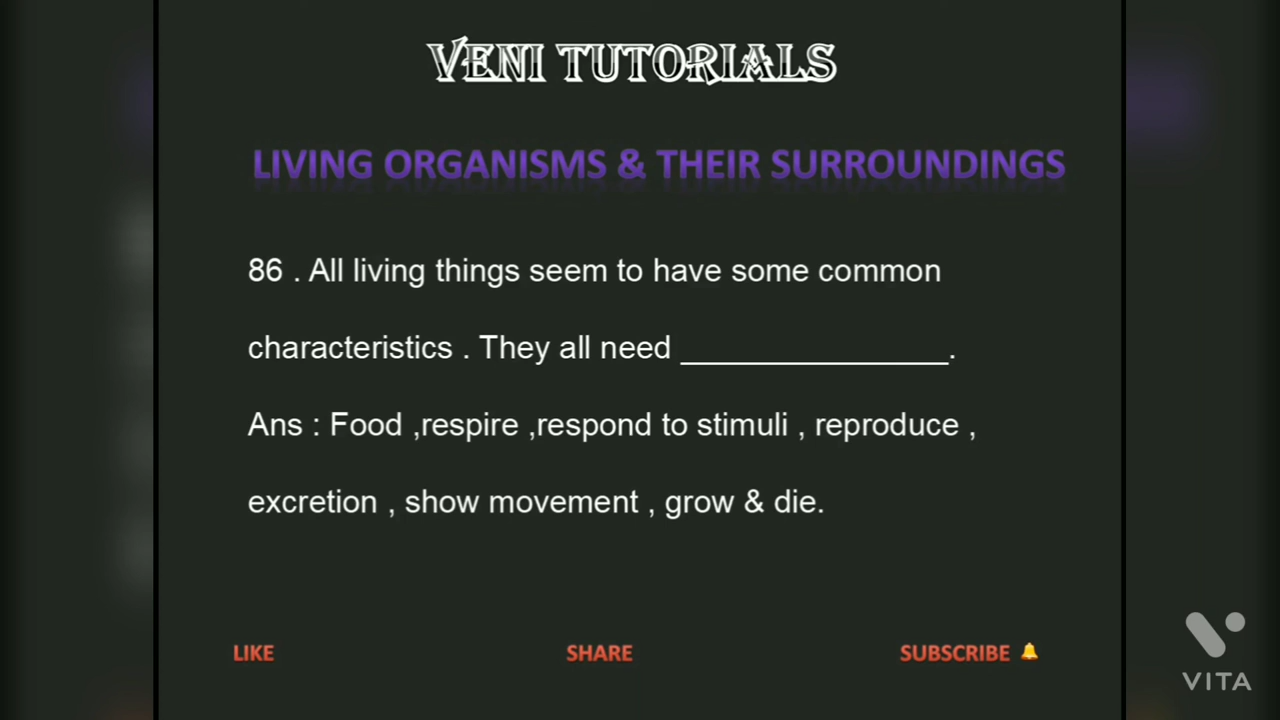 VENI TUTORIALS
LIVING ORGANISMS & THEIR SURROUNDINGS
86 . All living things seem to have some common
characteristics . They all need _______________.
Ans : Food ,respire ,respond to stimuli , reproduce ,
excretion , show movement , grow & die.
LIKE SHARE SUBSCRIBE 🔔
VITA